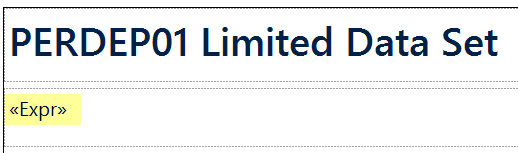 PERDEP01 Limited Data Set
«Expr»